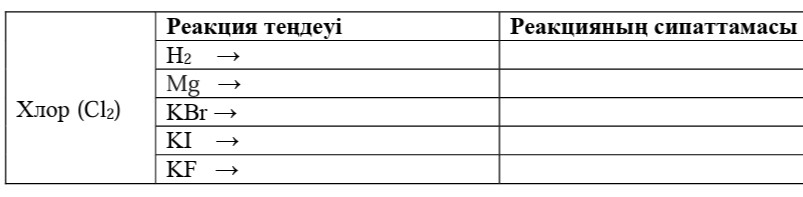 Реакция теңдеуі Реакцияның сипаттамасы
H₂ →
Mg →
Хлор (Cl₂)
KBr →
KI →
KF →